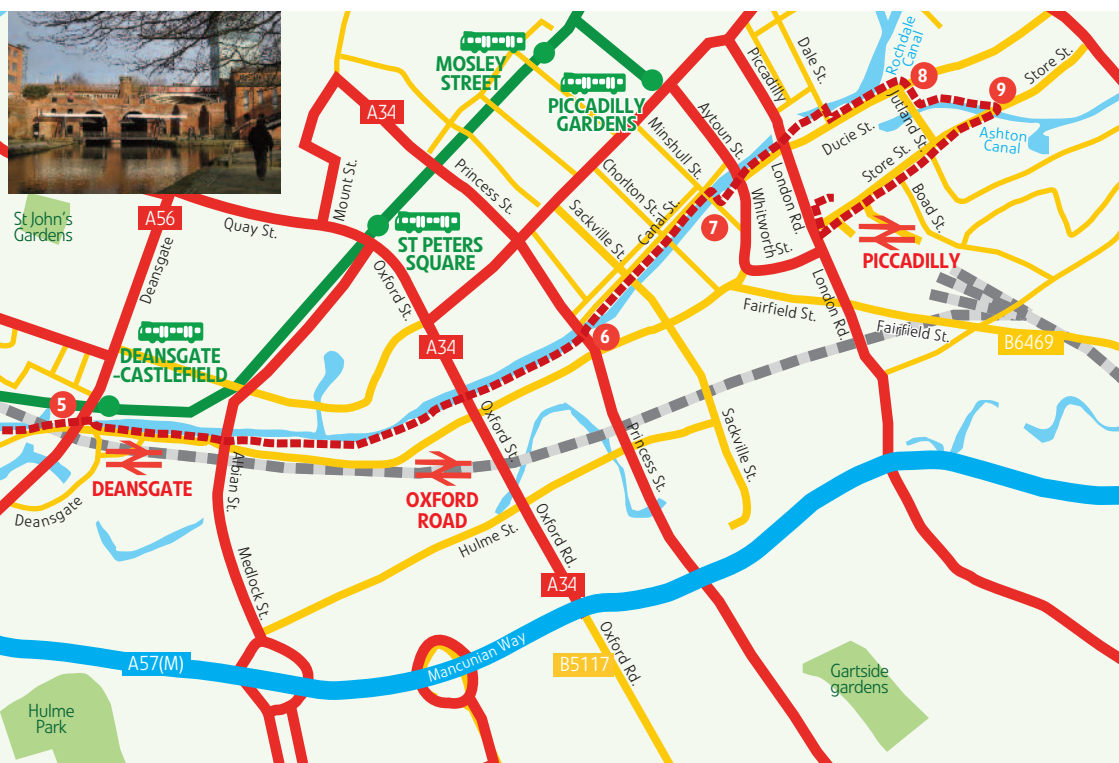 MOSLEY
STREET
PICCADILLY
GARDENS
Piccadilly
Dale St.
Rochdale
Canal
8
9
Store St.
A34
Aytoun St.
Minshull St.
Ducie St.
Jutland St.
Ashton
Canal
Store St.
Mount St.
Princess St.
Chorlton St.
London Rd.
Boad St.
St John's
Gardens
A56
Quay St.
ST PETERS
SQUARE
Sackville St.
Canal St.
7
Whitworth
St.
PICCADILLY
Deansgate
Oxford St.
London Rd.
Fairfield St.
Fairfield St.
B6469
DEANSGATE
-CASTLEFIELD
A34
6
5
Oxford St.
Princess St.
Sackville St.
Albian St.
DEANSGATE
OXFORD
ROAD
Deansgate
Hulme St.
Oxford Rd.
Medlock St.
A34
A57(M)
Mancunian Way
B5117
Oxford Rd.
Gartside
gardens
Hulme
Park